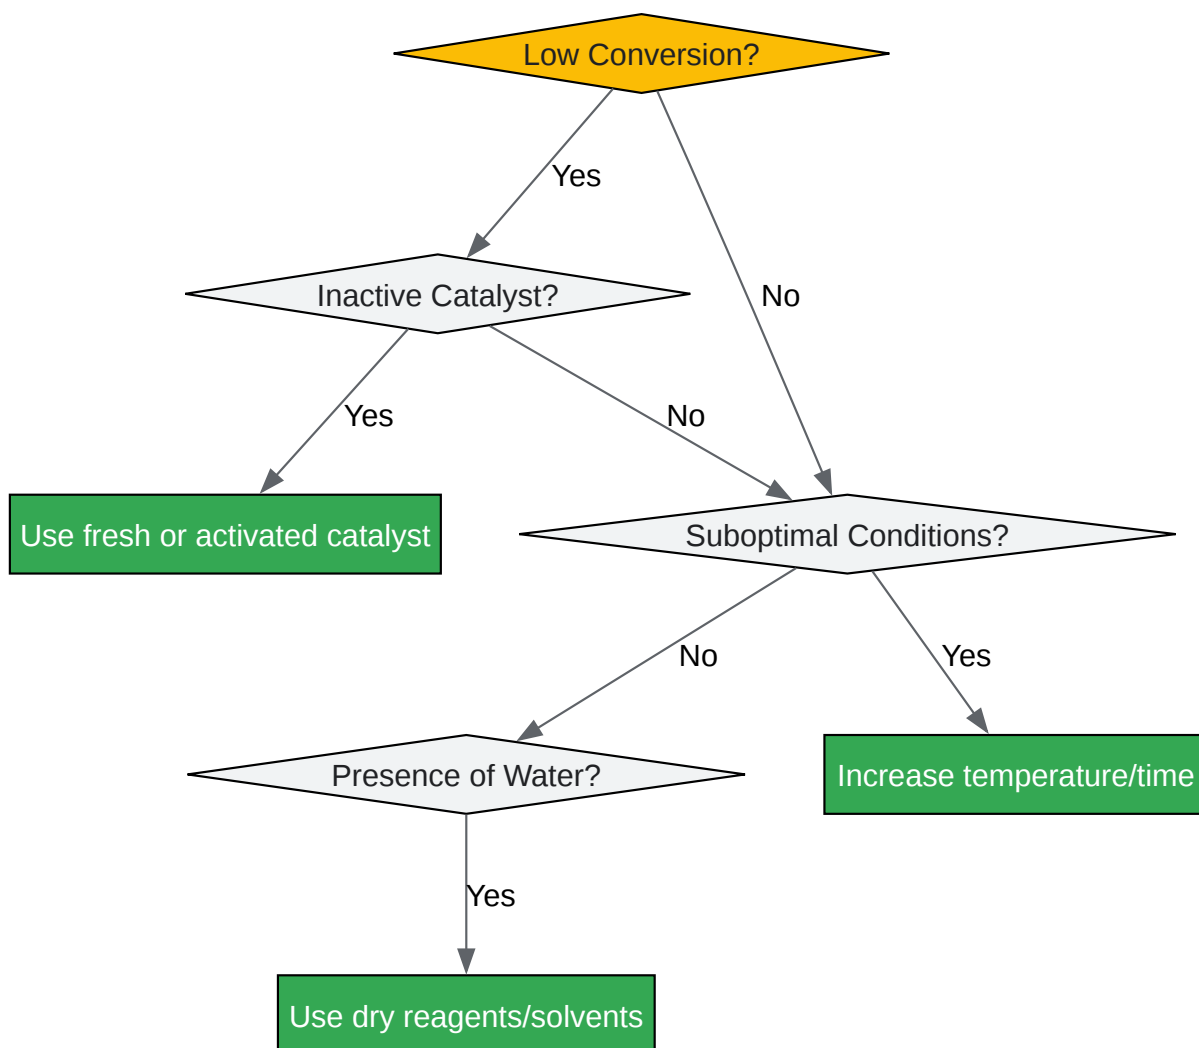 Low Conversion?
Yes
Inactive Catalyst?
No
Yes
No
Use fresh or activated catalyst
Suboptimal Conditions?
No
Yes
Presence of Water?
Increase temperature/time
Yes
Use dry reagents/solvents